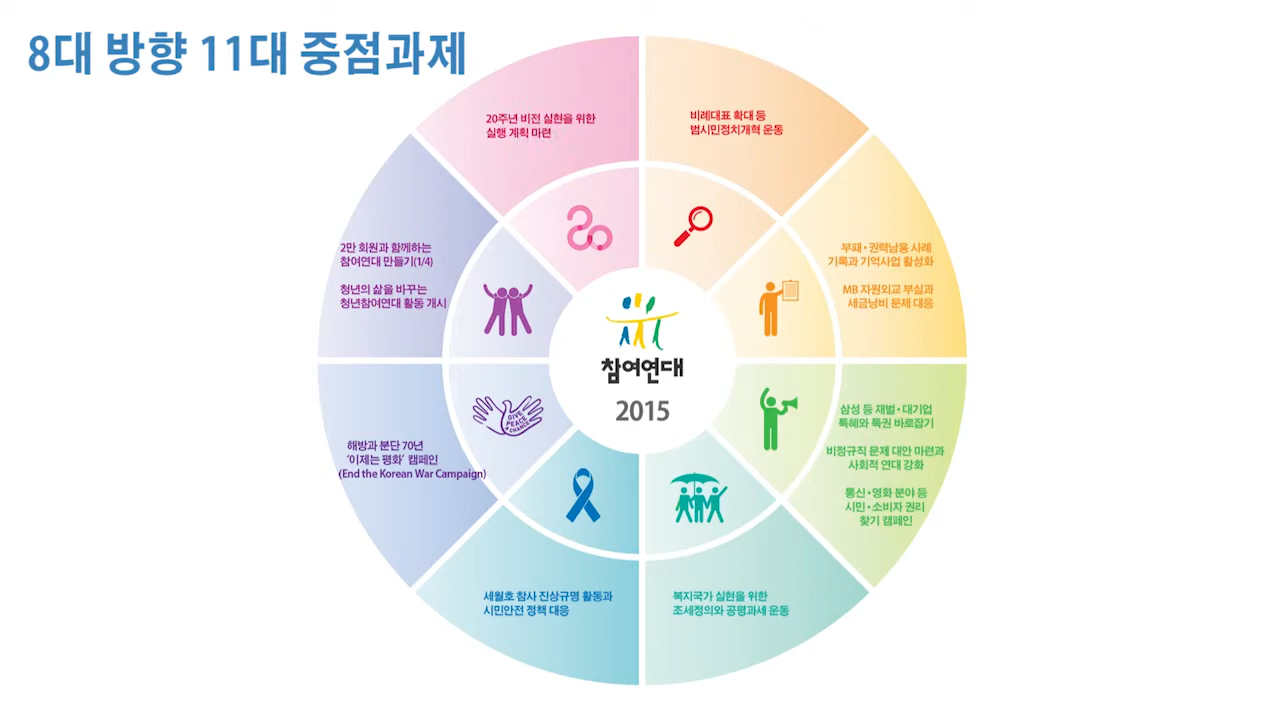 8대 방향 11대 중점과제
20주년 비전 실현을 위한
실행 계획 마련
비례대표 확대 등
범시민정치개혁 운동
부패·권력남용 사례
기록과 기억사업 활성화
MB 자원외교 부실과
세금낭비 문제 대응
삼성 등 재벌·대기업
특혜와 특권 바로잡기
비정규직 문제 대안 마련과
사회적 연대 강화
통신·영화 분야 등
시민·소비자 권리
찾기 캠페인
복지국가 실현을 위한
조세정의와 공평과세 운동
세월호 참사 진상규명 활동과
시민안전 정책 대응
해방과 분단 70년
'이제는 평화' 캠페인
(End the Korean War Campaign)
2만 회원과 함께하는
참여연대 만들기(1/4)
청년의 삶을 바꾸는
청년참여연대 활동 개시
GIVE
PEACE
CHANCE
참여연대
2015